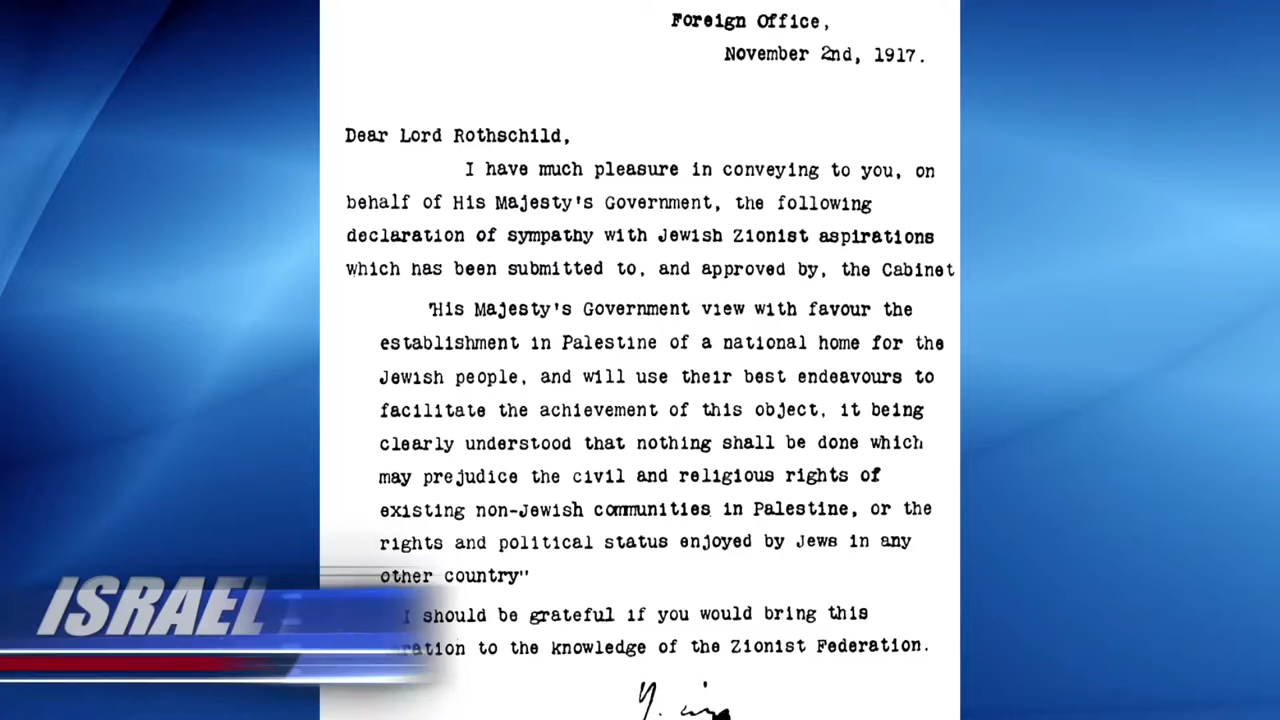 Foreign Office,
November 2nd, 1917.
Dear Lord Rothschild,
I have much pleasure in conveying to you, on
behalf of His Majesty's Government, the following
declaration of sympathy with Jewish Zionist aspirations
which has been submitted to, and approved by, the Cabinet
"His Majesty's Government view with favour the
establishment in Palestine of a national home for the
Jewish people, and will use their best endeavours to
facilitate the achievement of this object, it being
clearly understood that nothing shall be done which
may prejudice the civil and religious rights of
existing non-Jewish communities in Palestine, or the
rights and political status enjoyed by Jews in any
other country"
I should be grateful if you would bring this
to the knowledge of the Zionist Federation.
ISRAEL